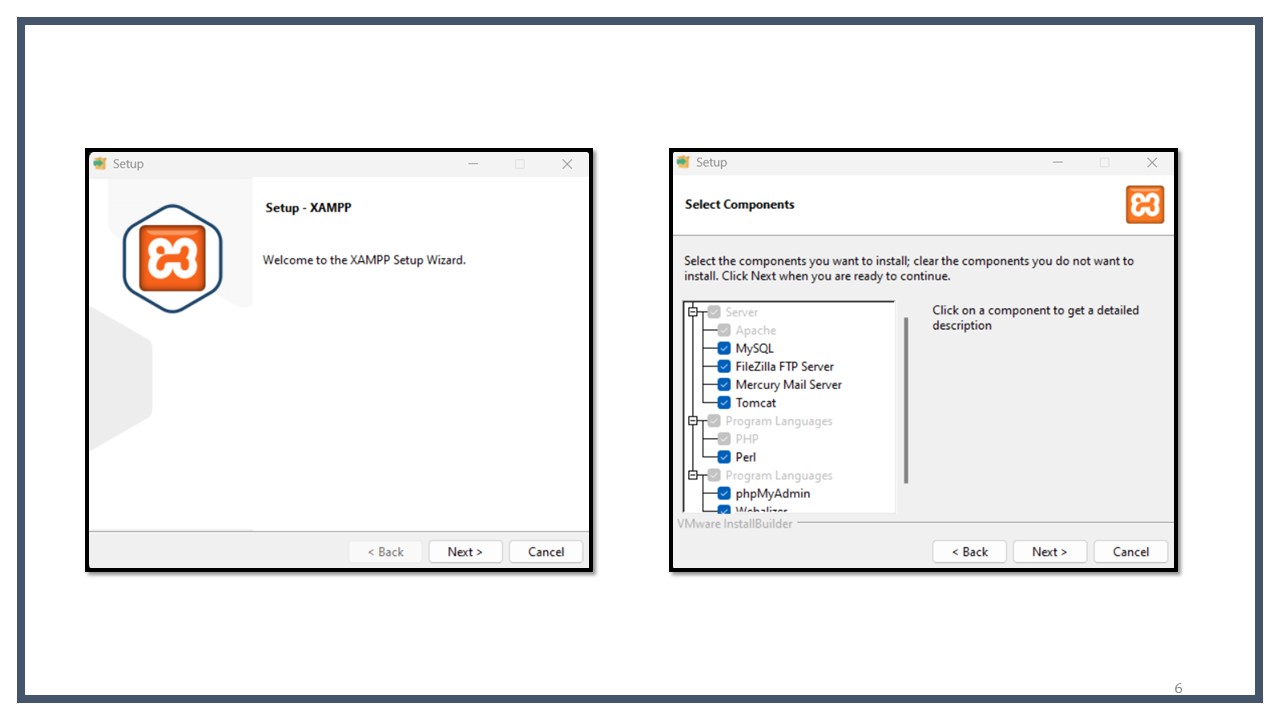 Setup
Setup - XAMPP
Welcome to the XAMPP Setup Wizard.
< Back
Next >
Cancel
Setup
Select Components
Select the components you want to install; clear the components you do not want to
install. Click Next when you are ready to continue.
Server
Apache
MySQL
FileZilla FTP Server
Mercury Mail Server
Tomcat
Program Languages
PHP
Perl
Program Languages
phpMyAdmin
Webalizer
Click on a component to get a detailed
description
VMware InstallBuilder
< Back
Next >
Cancel
6